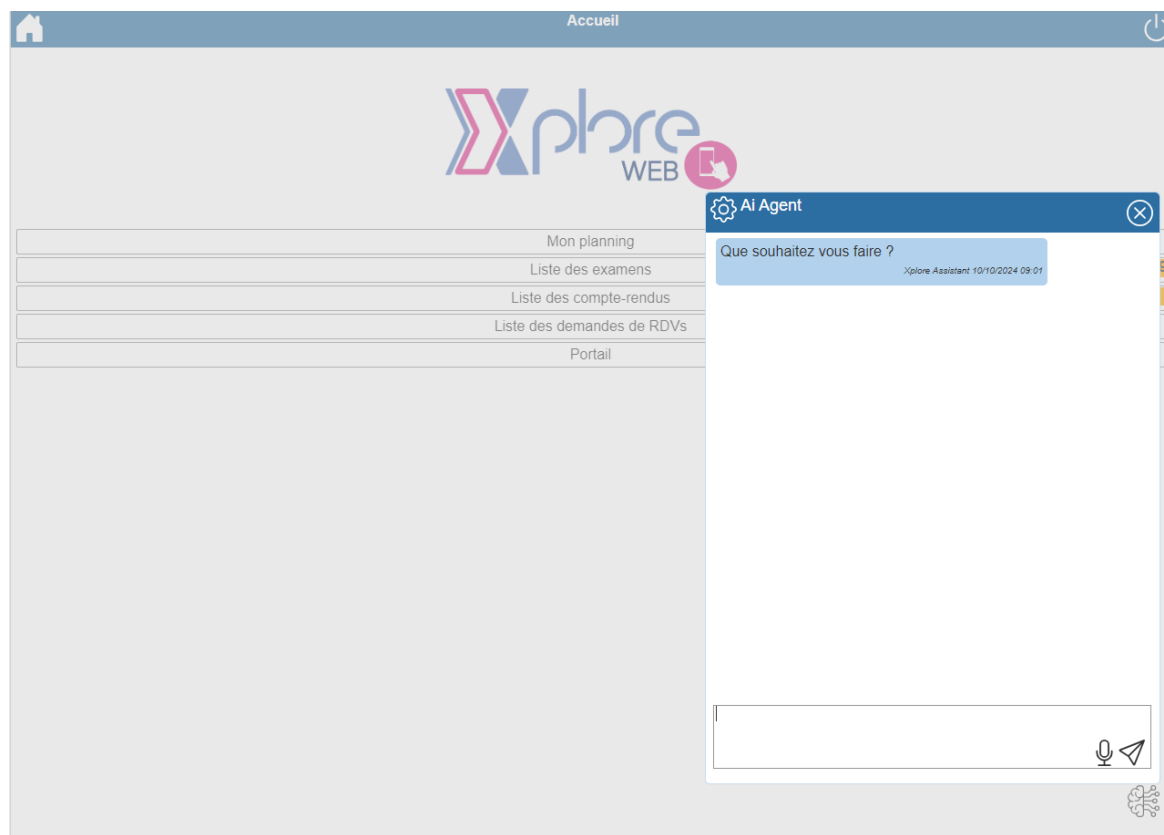 Accueil
Xplore
WEB
Ai Agent
Mon planning
Que souhaitez vous faire ?
Xplore Assistant 10/10/2024 09:01
Liste des examens
Liste des compte-rendus
Liste des demandes de RDVs
Portail